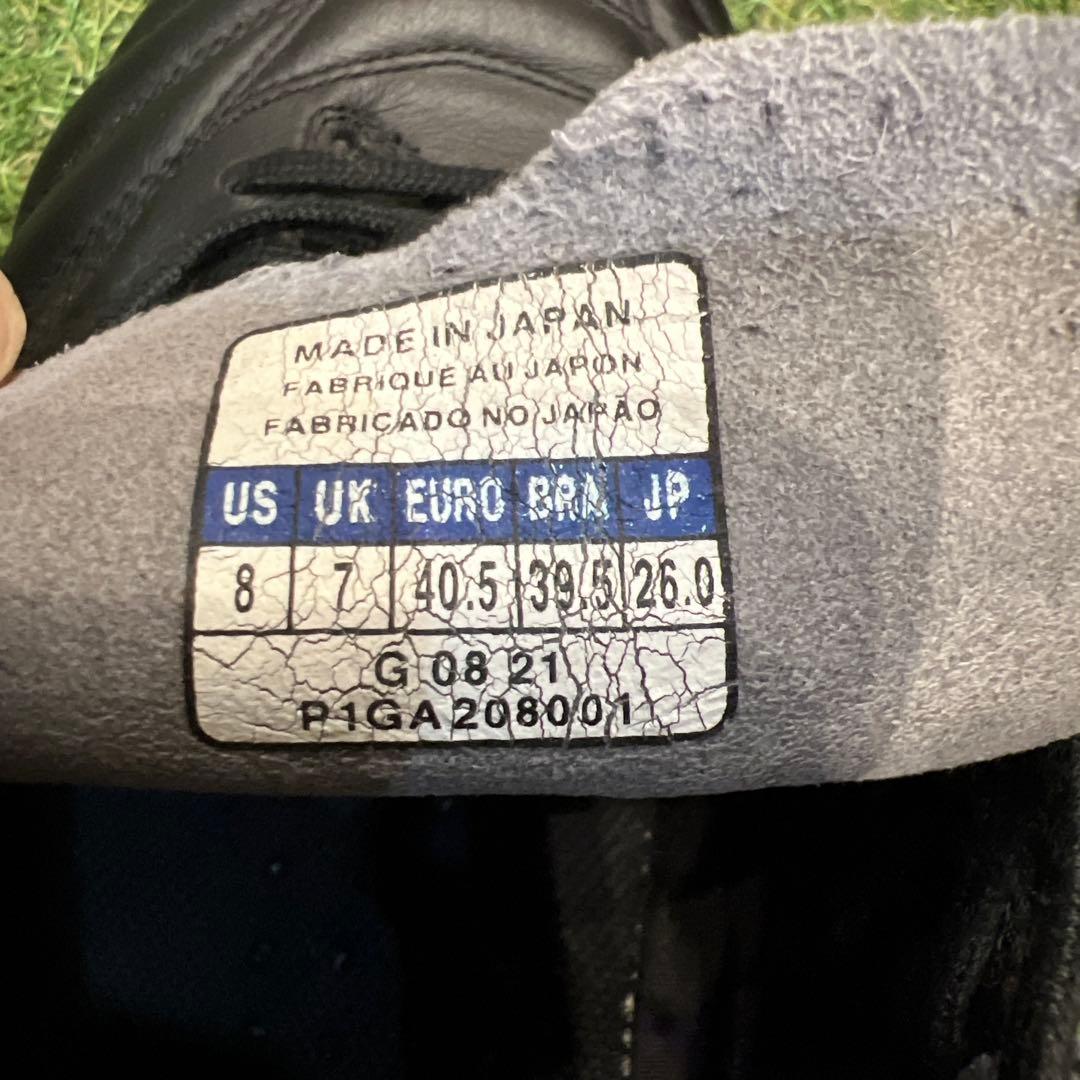 MADE IN JAPAN
FABRIQUE AU JAPON
FABRICADO NO JAPÃO
US UK EURO BRA JP
8 7 40.5 39.5 26.0
G 08 21
P1GA208001